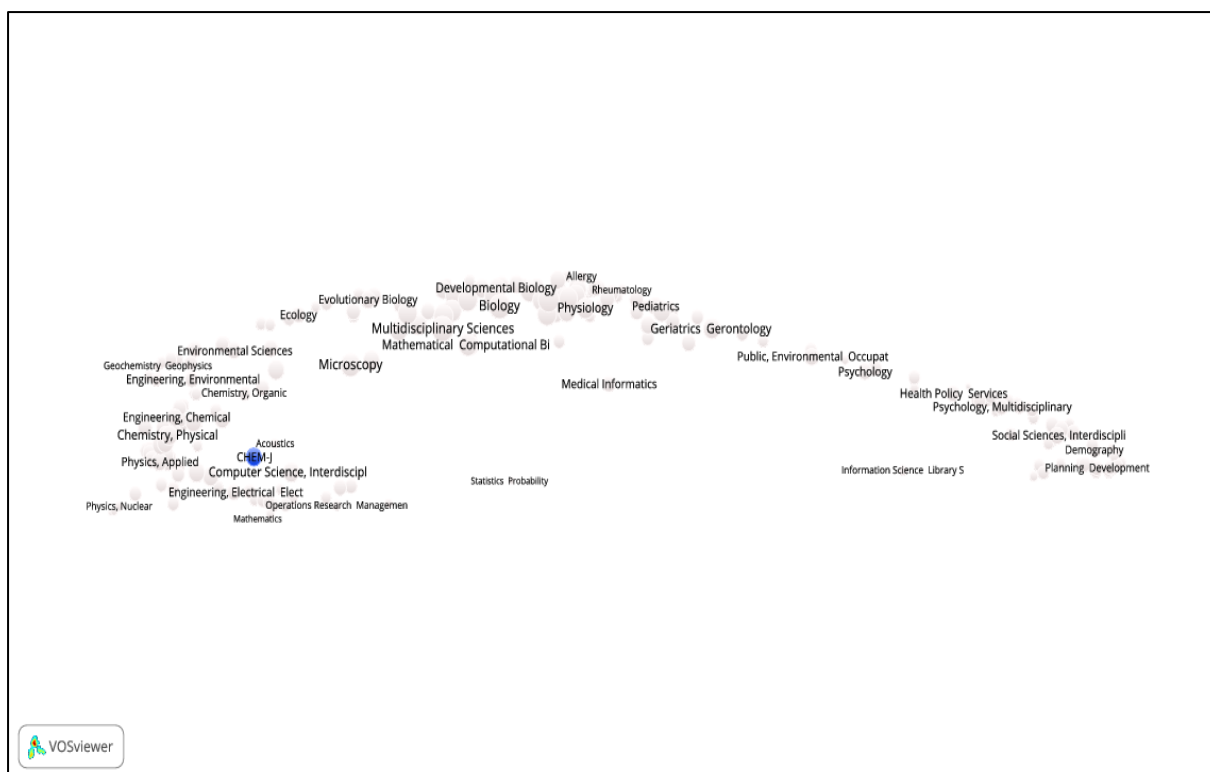 Allergy
Developmental Biology
Rheumatology
Evolutionary Biology
Biology
Physiology
Pediatrics
Ecology
Multidisciplinary Sciences
Geriatrics Gerontology
Mathematical Computational Bi
Environmental Sciences
Public, Environmental Occupat
Geochemistry Geophysics
Microscopy
Psychology
Engineering, Environmental
Medical Informatics
Chemistry, Organic
Health Policy Services
Psychology, Multidisciplinary
Engineering, Chemical
Chemistry, Physical
Social Sciences, Interdiscipli
Acoustics
Demography
CHEM-J
Physics, Applied
Planning Development
Computer Science, Interdiscipl
Information Science Library S
Statistics Probability
Engineering, Electrical Elect
Physics, Nuclear
Operations Research Managemen
Mathematics
VOSviewer